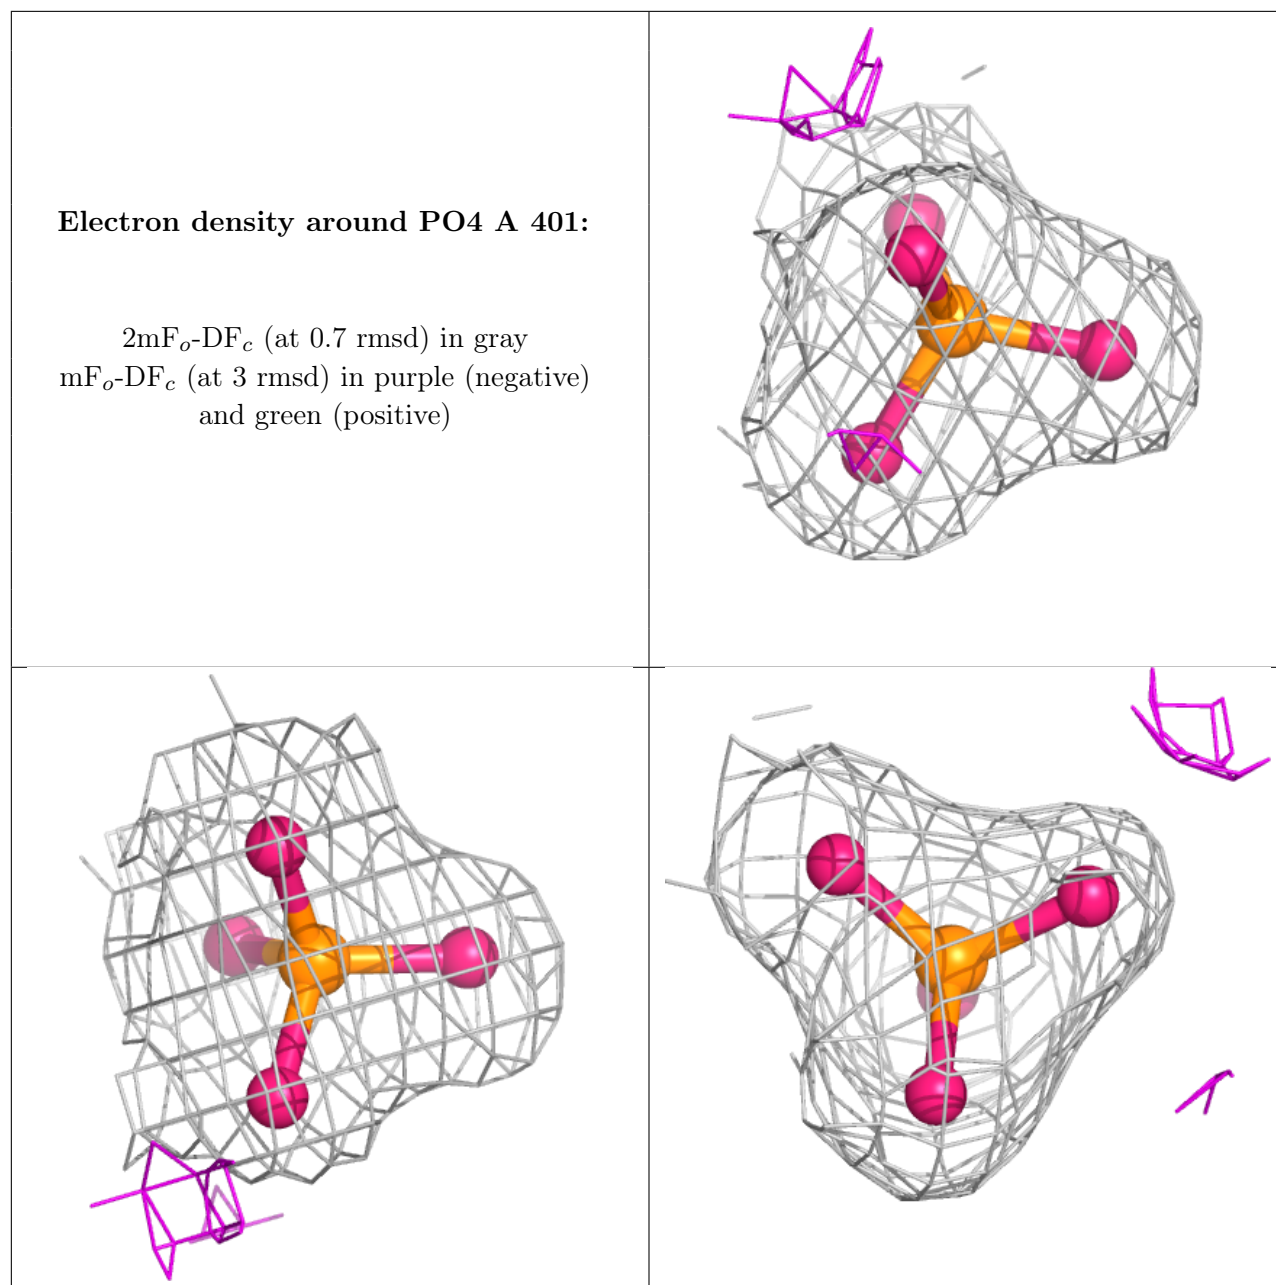 Electron density around PO4 A 401:
2mFo-DFc (at 0.7 rmsd) in gray
mFo-DFc (at 3 rmsd) in purple (negative)
and green (positive)